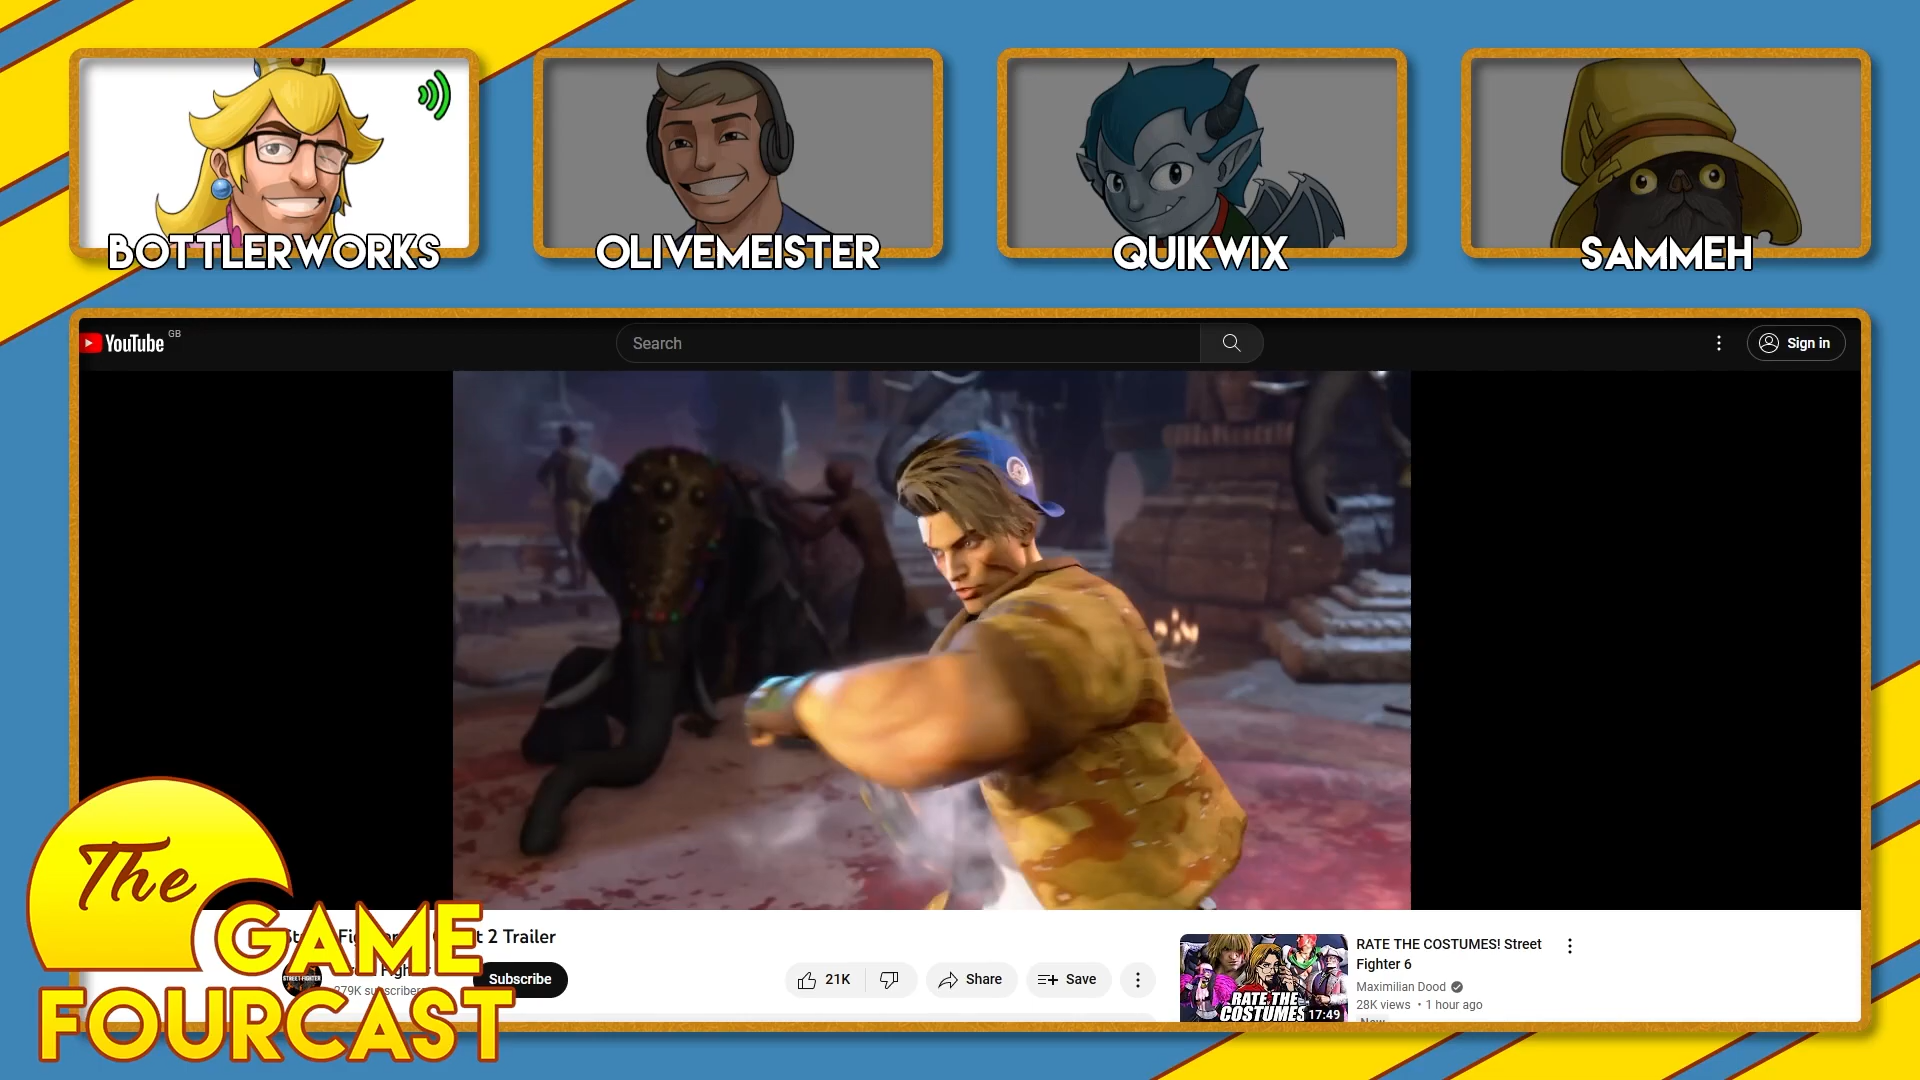 BOTTLERWORKS
OLIVEMEISTER
QUIKWIX
SAMMEH
YouTube GB
Search
Sign in
2 Trailer
Subscribe
21K
Share
Save
RATE THE COSTUMES! Street
Fighter 6
Maximilian Dood
28K views • 1 hour ago
RATE THE
COSTUMES
17:49
The
GAME
FOURCAST